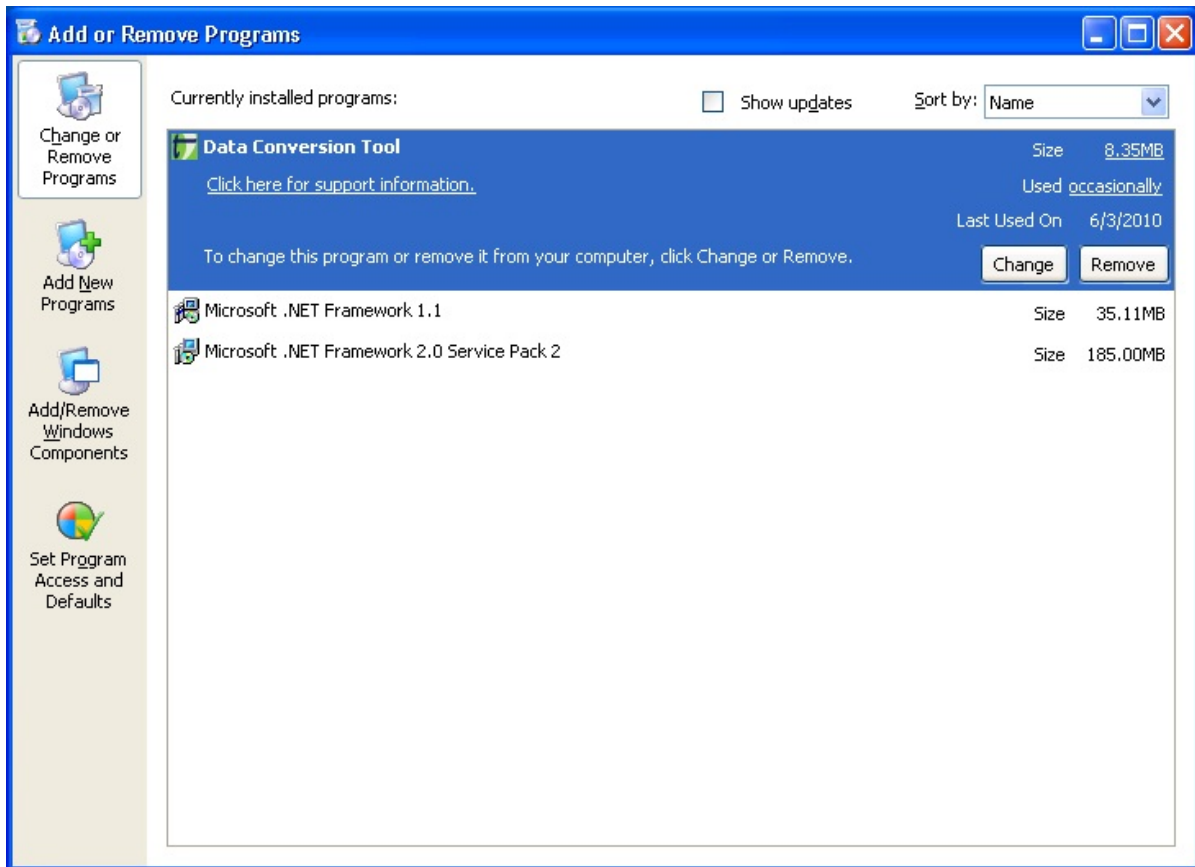 Add or Remove Programs
Change or
Remove
Programs
Add New
Programs
Add/Remove
Windows
Components
Set Program
Access and
Defaults
Currently installed programs:
Show updates
Sort by: Name
Data Conversion Tool
Size 8.35MB
Click here for support information.
Used occasionally
Last Used On 6/3/2010
To change this program or remove it from your computer, click Change or Remove.
Change
Remove
Microsoft .NET Framework 1.1
Size 35.11MB
Microsoft .NET Framework 2.0 Service Pack 2
Size 185.00MB